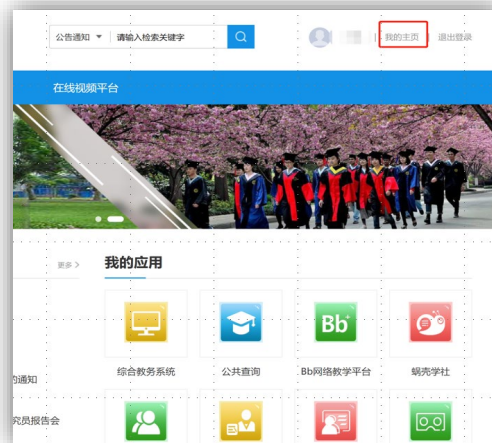 公告通知 请输入检索关键字 | 我的主页 | 退出登录
在线视频平台
更多 > 我的应用
Bb
综合教务系统 公共查询 Bb网络教学平台 蜗壳学社
的通知
究员报告会